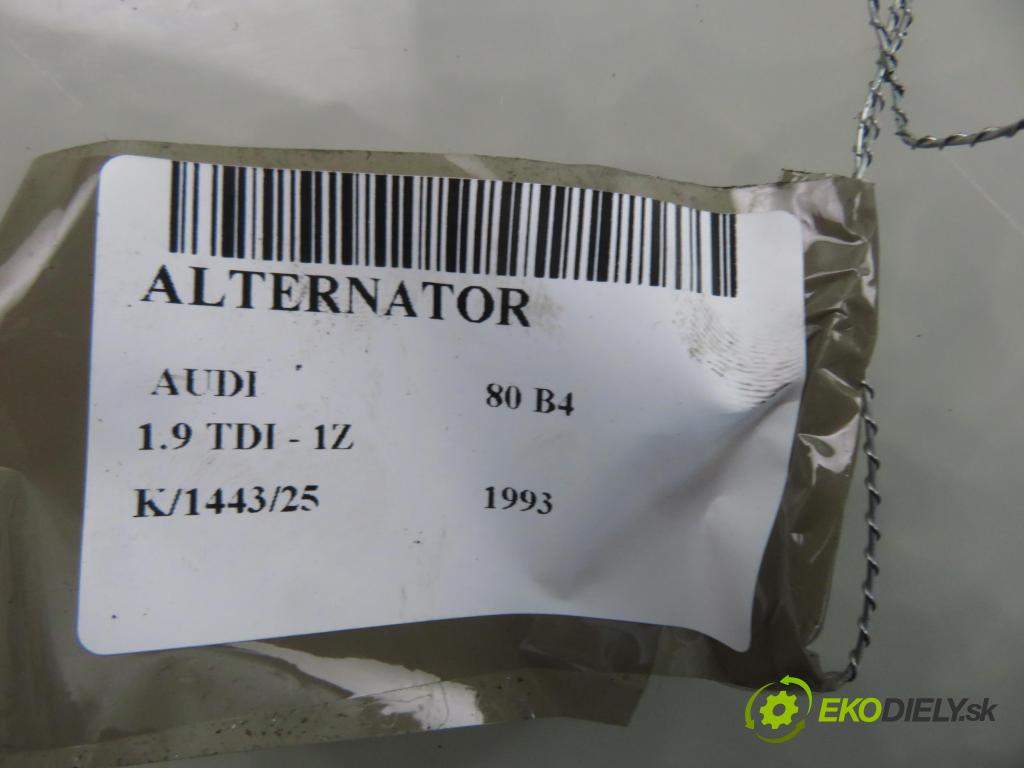 ALTERNATOR
AUDI 80 B4
1.9 TDI - 1Z
K/1443/25 1993
EKODIELY.sk